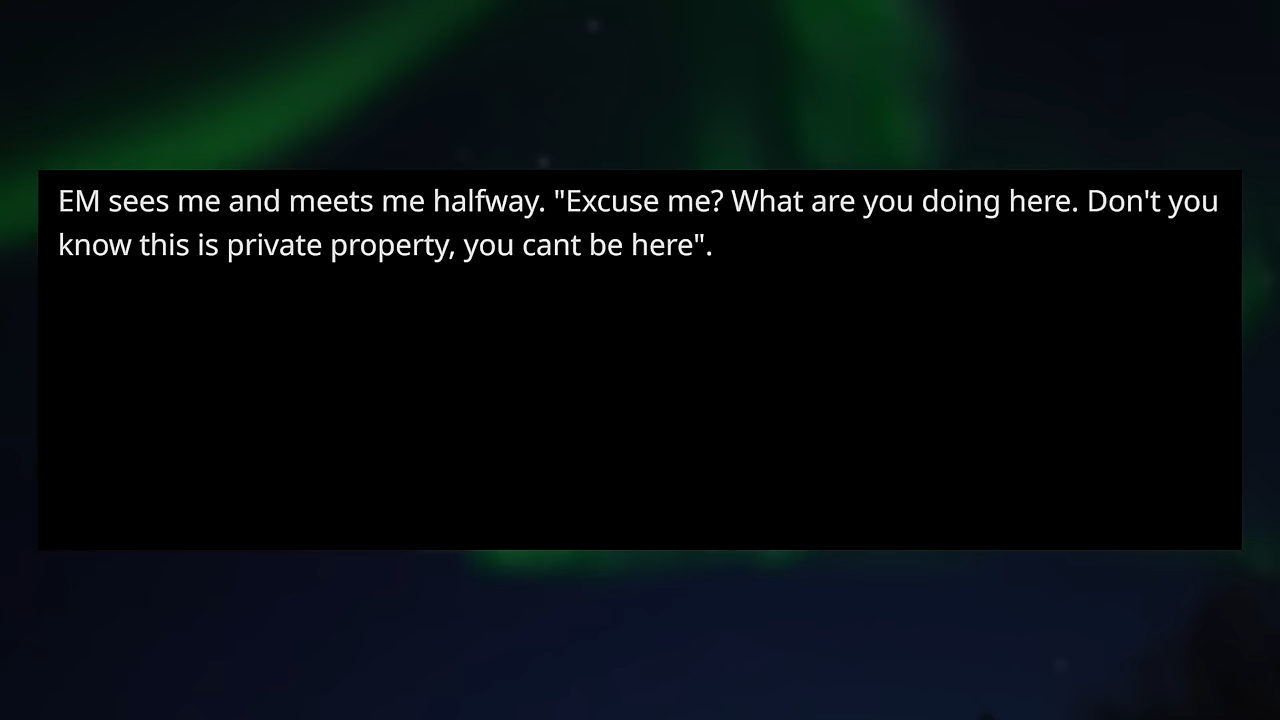 EM sees me and meets me halfway. "Excuse me? What are you doing here. Don't you
know this is private property, you cant be here".